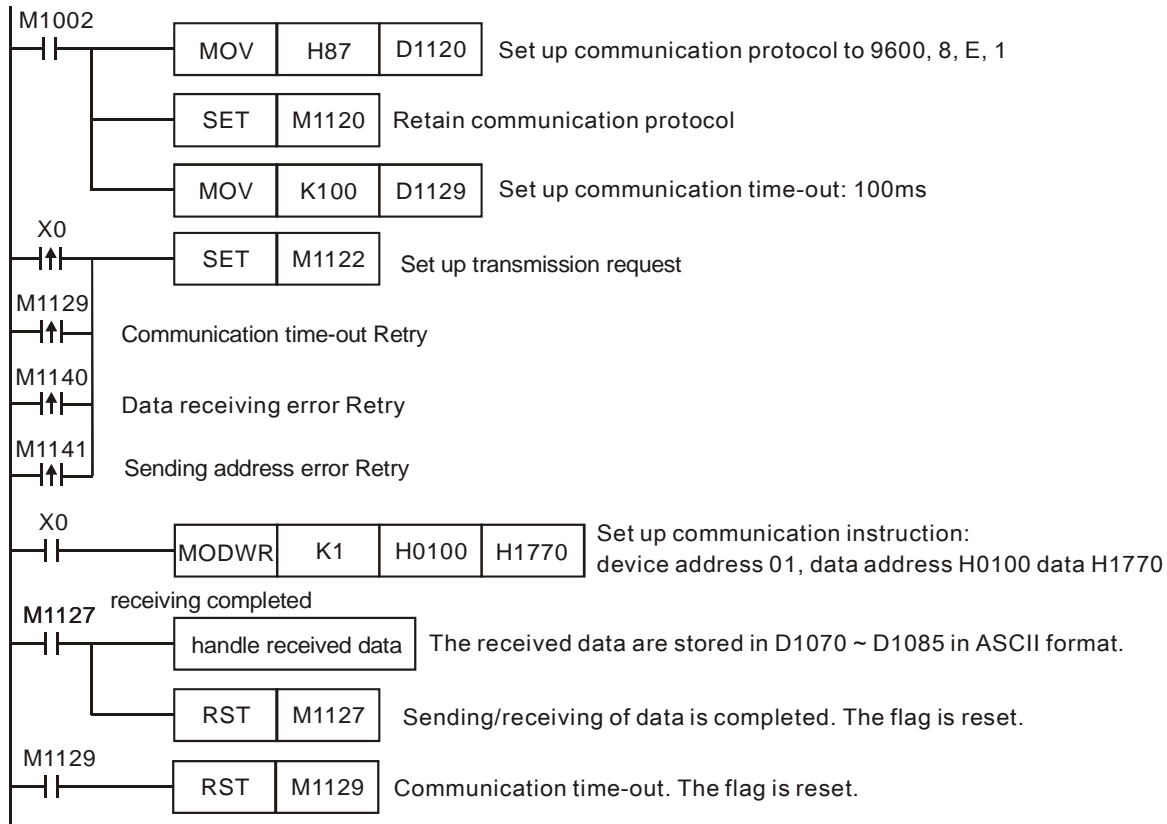 M1002
MOV H87 D1120 Set up communication protocol to 9600, 8, E, 1
SET M1120 Retain communication protocol
MOV K100 D1129 Set up communication time-out: 100ms
X0
SET M1122 Set up transmission request
M1129
Communication time-out Retry
M1140
Data receiving error Retry
M1141
Sending address error Retry
X0
MODWR K1 H0100 H1770 Set up communication instruction:
device address 01, data address H0100 data H1770
receiving completed
M1127
handle received data The received data are stored in D1070 ~ D1085 in ASCII format.
RST M1127 Sending/receiving of data is completed. The flag is reset.
M1129
RST M1129 Communication time-out. The flag is reset.